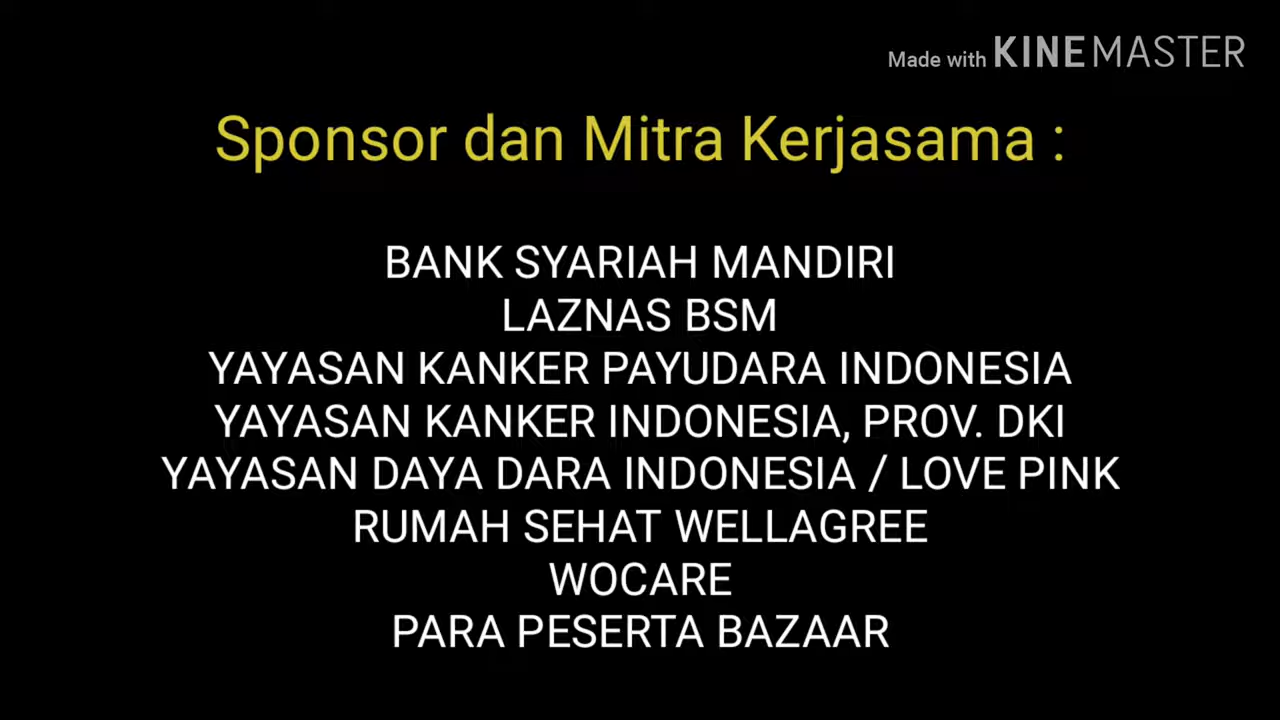 Made with KINEMASTER
Sponsor dan Mitra Kerjasama :
BANK SYARIAH MANDIRI
LAZNAS BSM
YAYASAN KANKER PAYUDARA INDONESIA
YAYASAN KANKER INDONESIA, PROV. DKI
YAYASAN DAYA DARA INDONESIA / LOVE PINK
RUMAH SEHAT WELLAGREE
WOCARE
PARA PESERTA BAZAAR